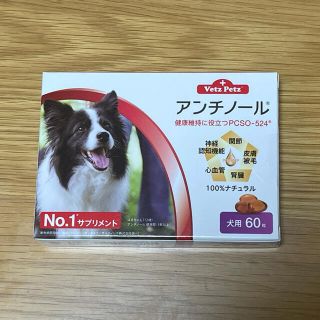 Vetz Petz®
アンチノール®
健康維持に役立つPCSO-524®
関節
神経
認知機能
皮膚
被毛
心血管
腎臓
100%ナチュラル
No.1サプリメント
犬用 60粒